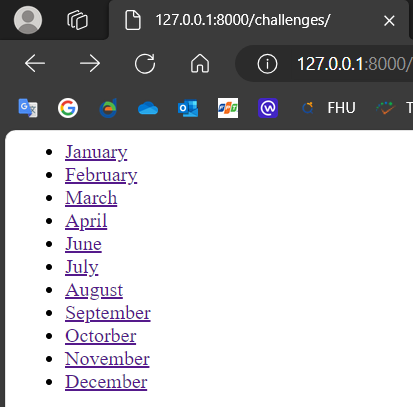 127.0.0.1:8000/challenges/
127.0.0.1:8000/
G FPT FHU T
January
February
March
April
June
July
August
September
Octorber
November
December